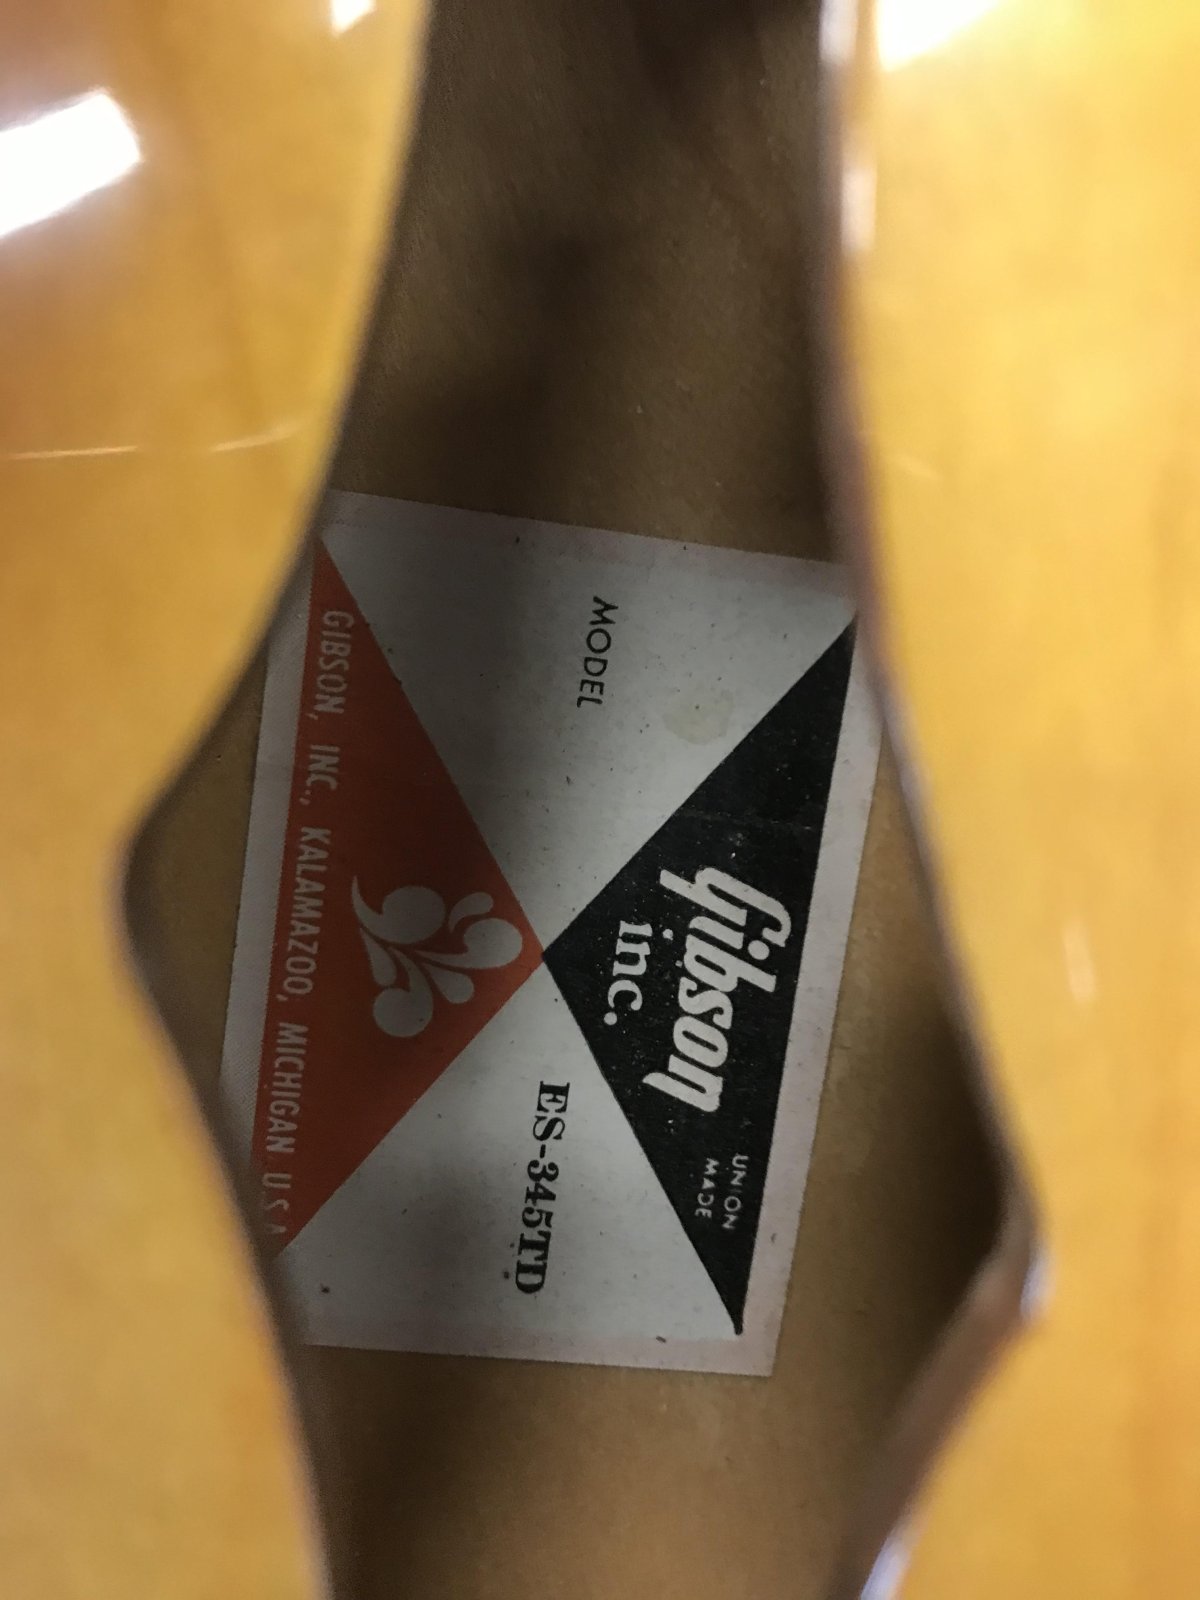 Gibson
inc.
UNION
MADE
MODEL
ES-345TD
GIBSON, INC., KALAMAZOO, MICHIGAN U.S.A